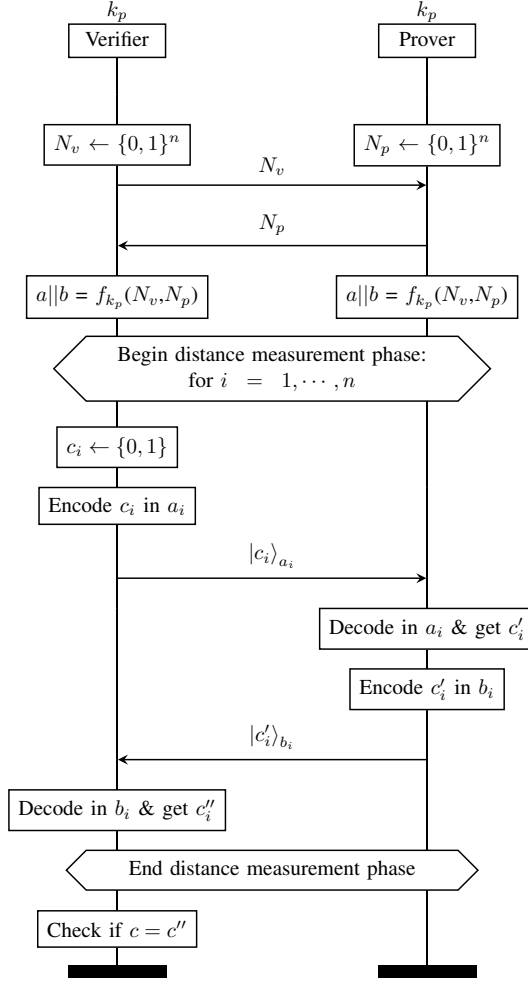 k_p k_p
Verifier Prover
N_v ← {0, 1}^n N_p ← {0, 1}^n
N_v
N_p
a||b = f_{k_p}(N_v,N_p) a||b = f_{k_p}(N_v,N_p)
Begin distance measurement phase:
for i = 1, ⋯ , n
c_i ← {0, 1}
Encode c_i in a_i
|c_i⟩_{a_i}
Decode in a_i & get c'_i
Encode c'_i in b_i
|c'_i⟩_{b_i}
Decode in b_i & get c''_i
End distance measurement phase
Check if c = c''